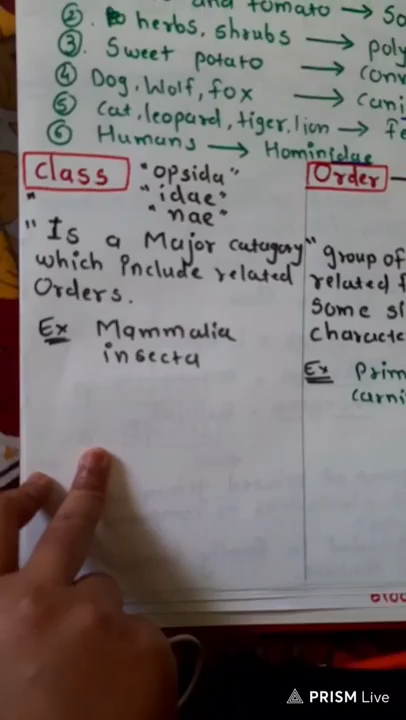 and tomato → So
② herbs, shrubs → poly
③. Sweet potato → conv
④ Dog, Wolf, fox → cani
⑤ cat, leopard, tiger, lion → fe
⑥ Humans → Hominidae
Class "opsida"
"idae"
"nae"
"Is a Major category
which include related
Orders.
Ex Mammalia
insecta
Order
"group of
related f
Some si
characte
Ex Prim
carni
PRISM Live